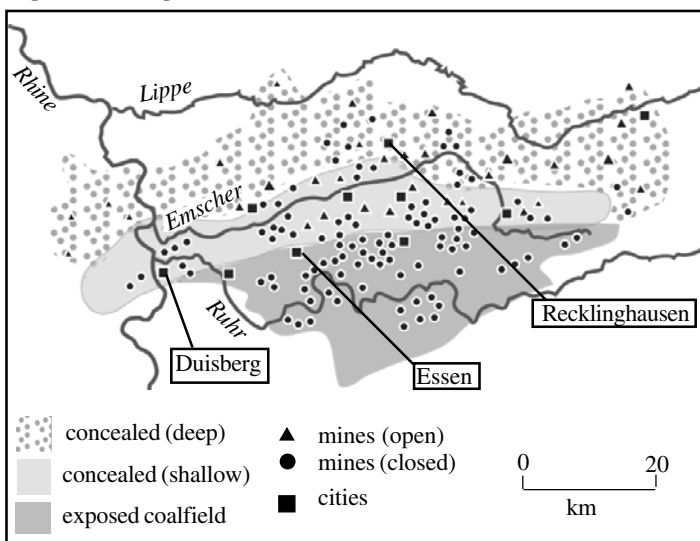 Rhine
Lippe
Emscher
Ruhr
Recklinghausen
Duisberg
Essen
concealed (deep)
concealed (shallow)
exposed coalfield
mines (open)
mines (closed)
cities
0 20
km